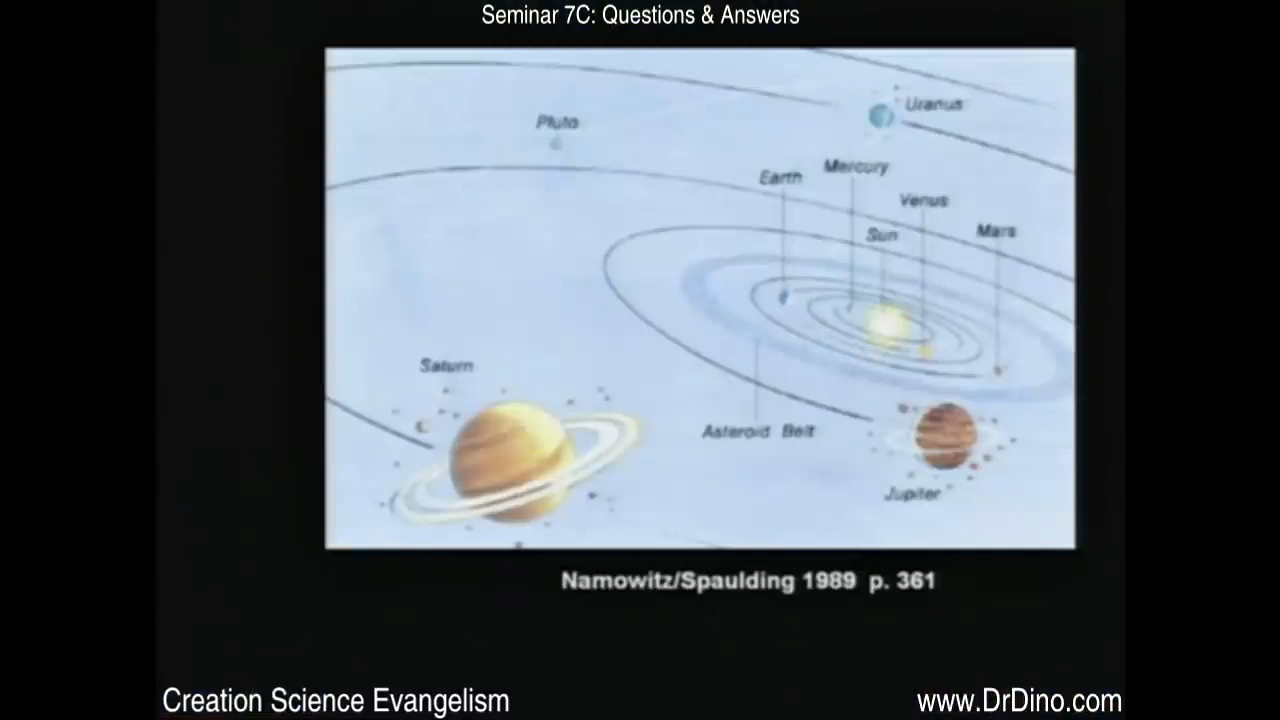 Seminar 7C: Questions & Answers
Uranus
Pluto
Mercury
Earth
Venus
Sun
Mars
Saturn
Asteroid Belt
Jupiter
Namowitz/Spaulding 1989 p. 361
Creation Science Evangelism
www.DrDino.com